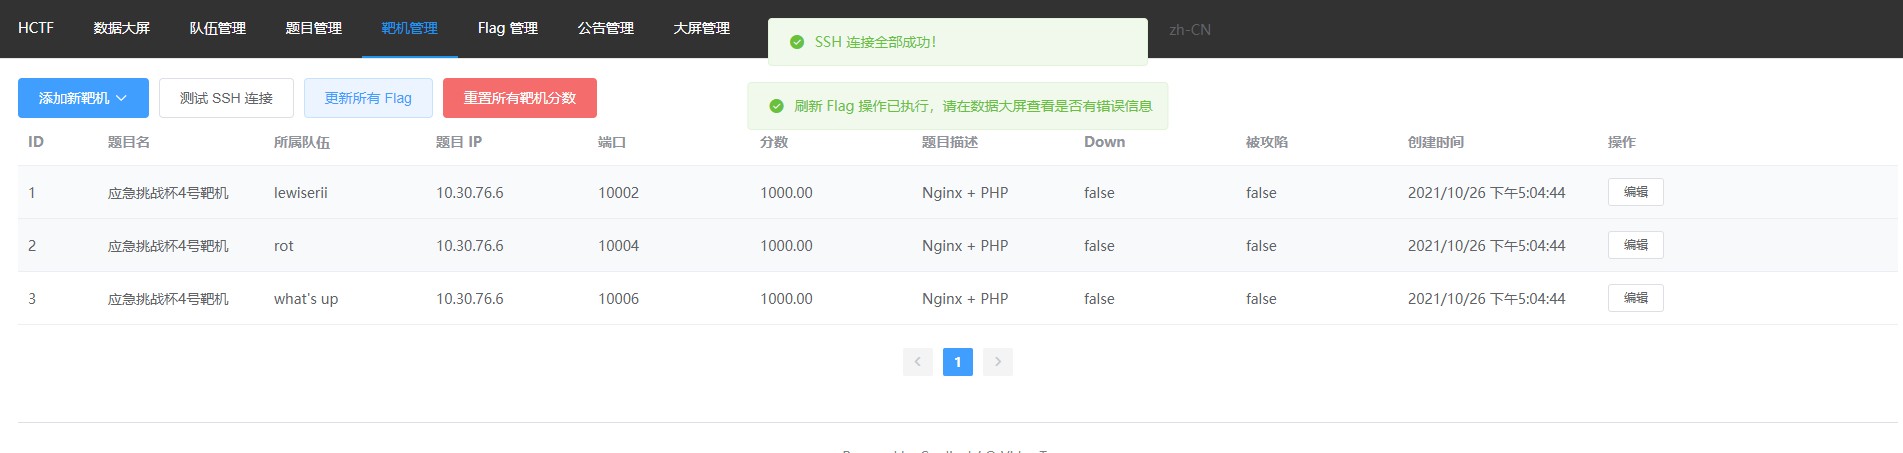 HCTF 数据大屏 队伍管理 题目管理 靶机管理 Flag 管理 公告管理 大屏管理 zh-CN
SSH 连接全部成功!
添加新靶机 测试 SSH 连接 更新所有 Flag 重置所有靶机分数
刷新 Flag 操作已执行，请在数据大屏查看是否有错误信息
ID 题目名 所属队伍 题目 IP 端口 分数 题目描述 Down 被攻陷 创建时间 操作
1 应急挑战杯4号靶机 lewiserii 10.30.76.6 10002 1000.00 Nginx + PHP false false 2021/10/26 下午5:04:44 编辑
2 应急挑战杯4号靶机 rot 10.30.76.6 10004 1000.00 Nginx + PHP false false 2021/10/26 下午5:04:44 编辑
3 应急挑战杯4号靶机 what's up 10.30.76.6 10006 1000.00 Nginx + PHP false false 2021/10/26 下午5:04:44 编辑
1